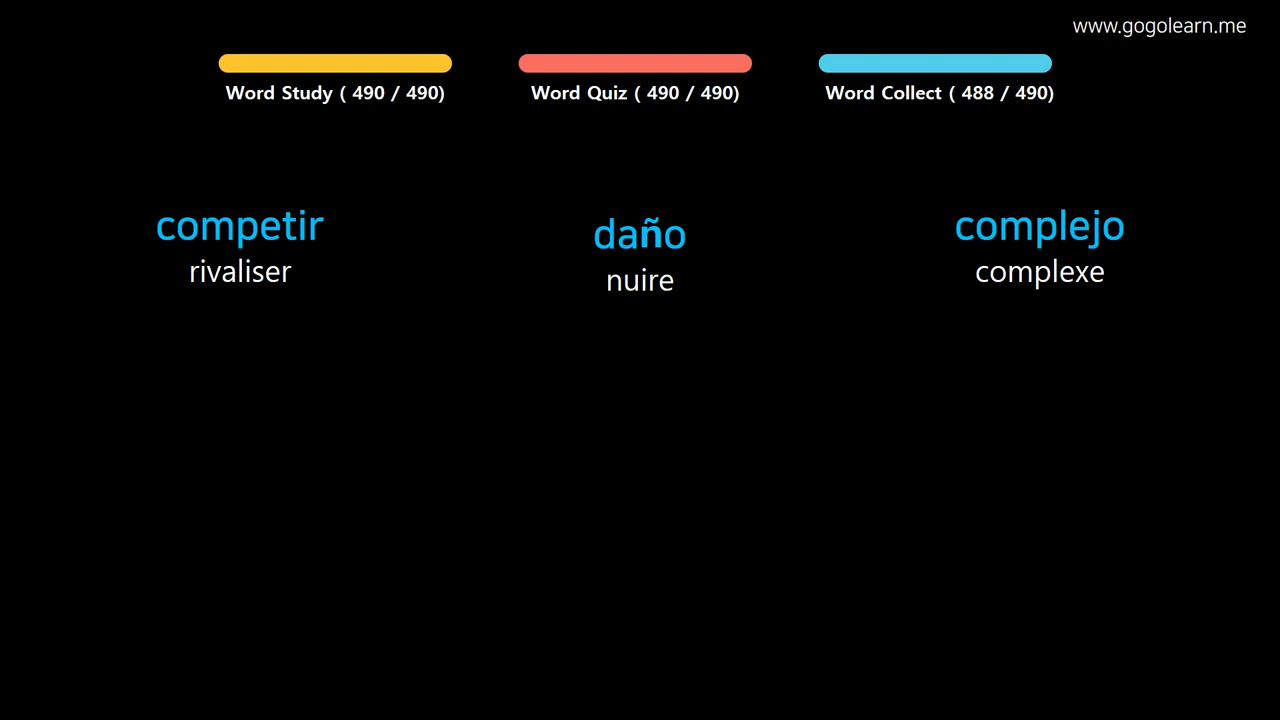 www.gogolearn.me
Word Study ( 490 / 490)
Word Quiz ( 490 / 490)
Word Collect ( 488 / 490)
competir
rivaliser
daño
nuire
complejo
complexe